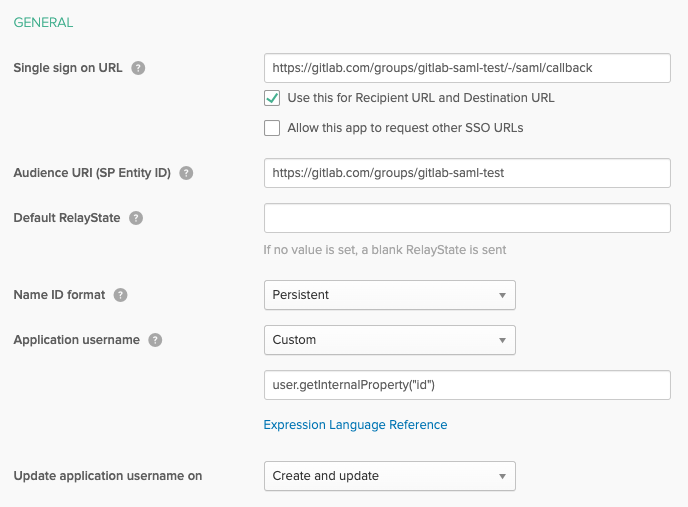 GENERAL
Single sign on URL ? https://gitlab.com/groups/gitlab-saml-test/-/saml/callback
Use this for Recipient URL and Destination URL
Allow this app to request other SSO URLs
Audience URI (SP Entity ID) ? https://gitlab.com/groups/gitlab-saml-test
Default RelayState ?
If no value is set, a blank RelayState is sent
Name ID format ? Persistent
Application username ? Custom
user.getInternalProperty("id")
Expression Language Reference
Update application username on Create and update